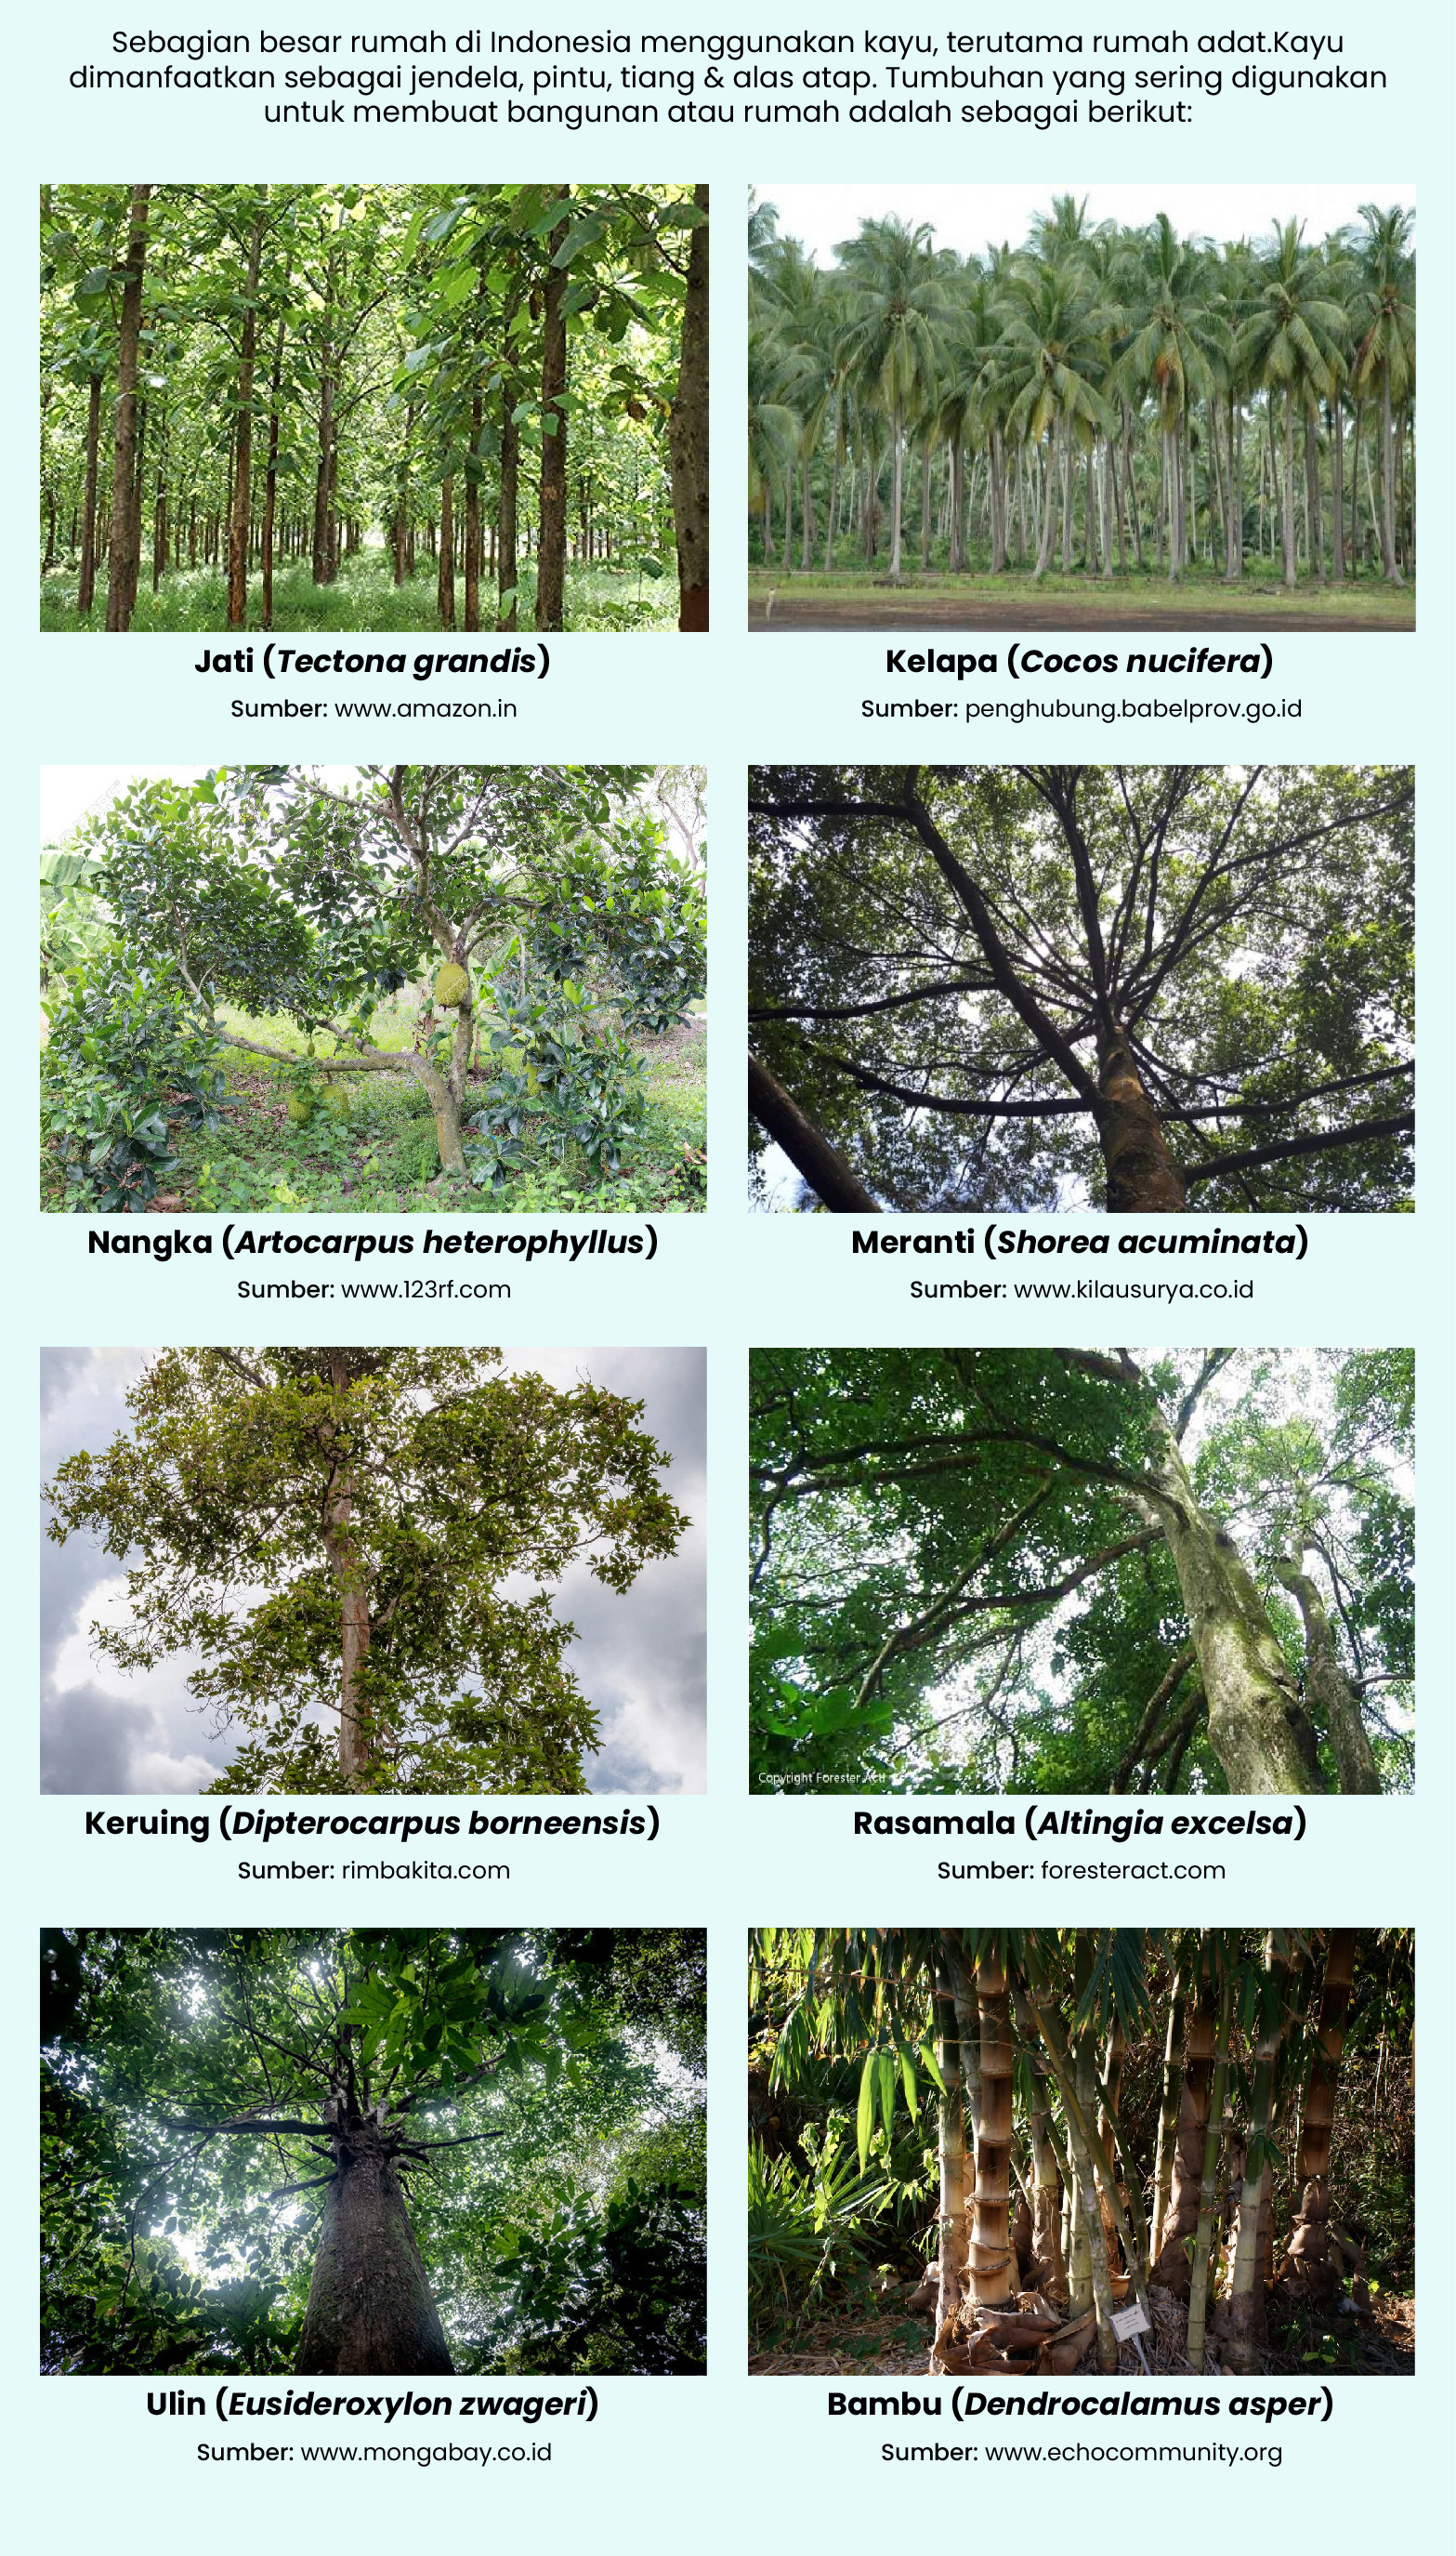 Sebagian besar rumah di Indonesia menggunakan kayu, terutama rumah adat.Kayu
dimanfaatkan sebagai jendela, pintu, tiang & alas atap. Tumbuhan yang sering digunakan
untuk membuat bangunan atau rumah adalah sebagai berikut:
Jati (Tectona grandis)
Sumber: www.amazon.in
Kelapa (Cocos nucifera)
Sumber: penghubung.babelprov.go.id
Nangka (Artocarpus heterophyllus)
Sumber: www.123rf.com
Meranti (Shorea acuminata)
Sumber: www.kilausurya.co.id
Keruing (Dipterocarpus borneensis)
Sumber: rimbakita.com
Copyright Forester Act!
Rasamala (Altingia excelsa)
Sumber: foresteract.com
Ulin (Eusideroxylon zwageri)
Sumber: www.mongabay.co.id
Bambu (Dendrocalamus asper)
Sumber: www.echocommunity.org